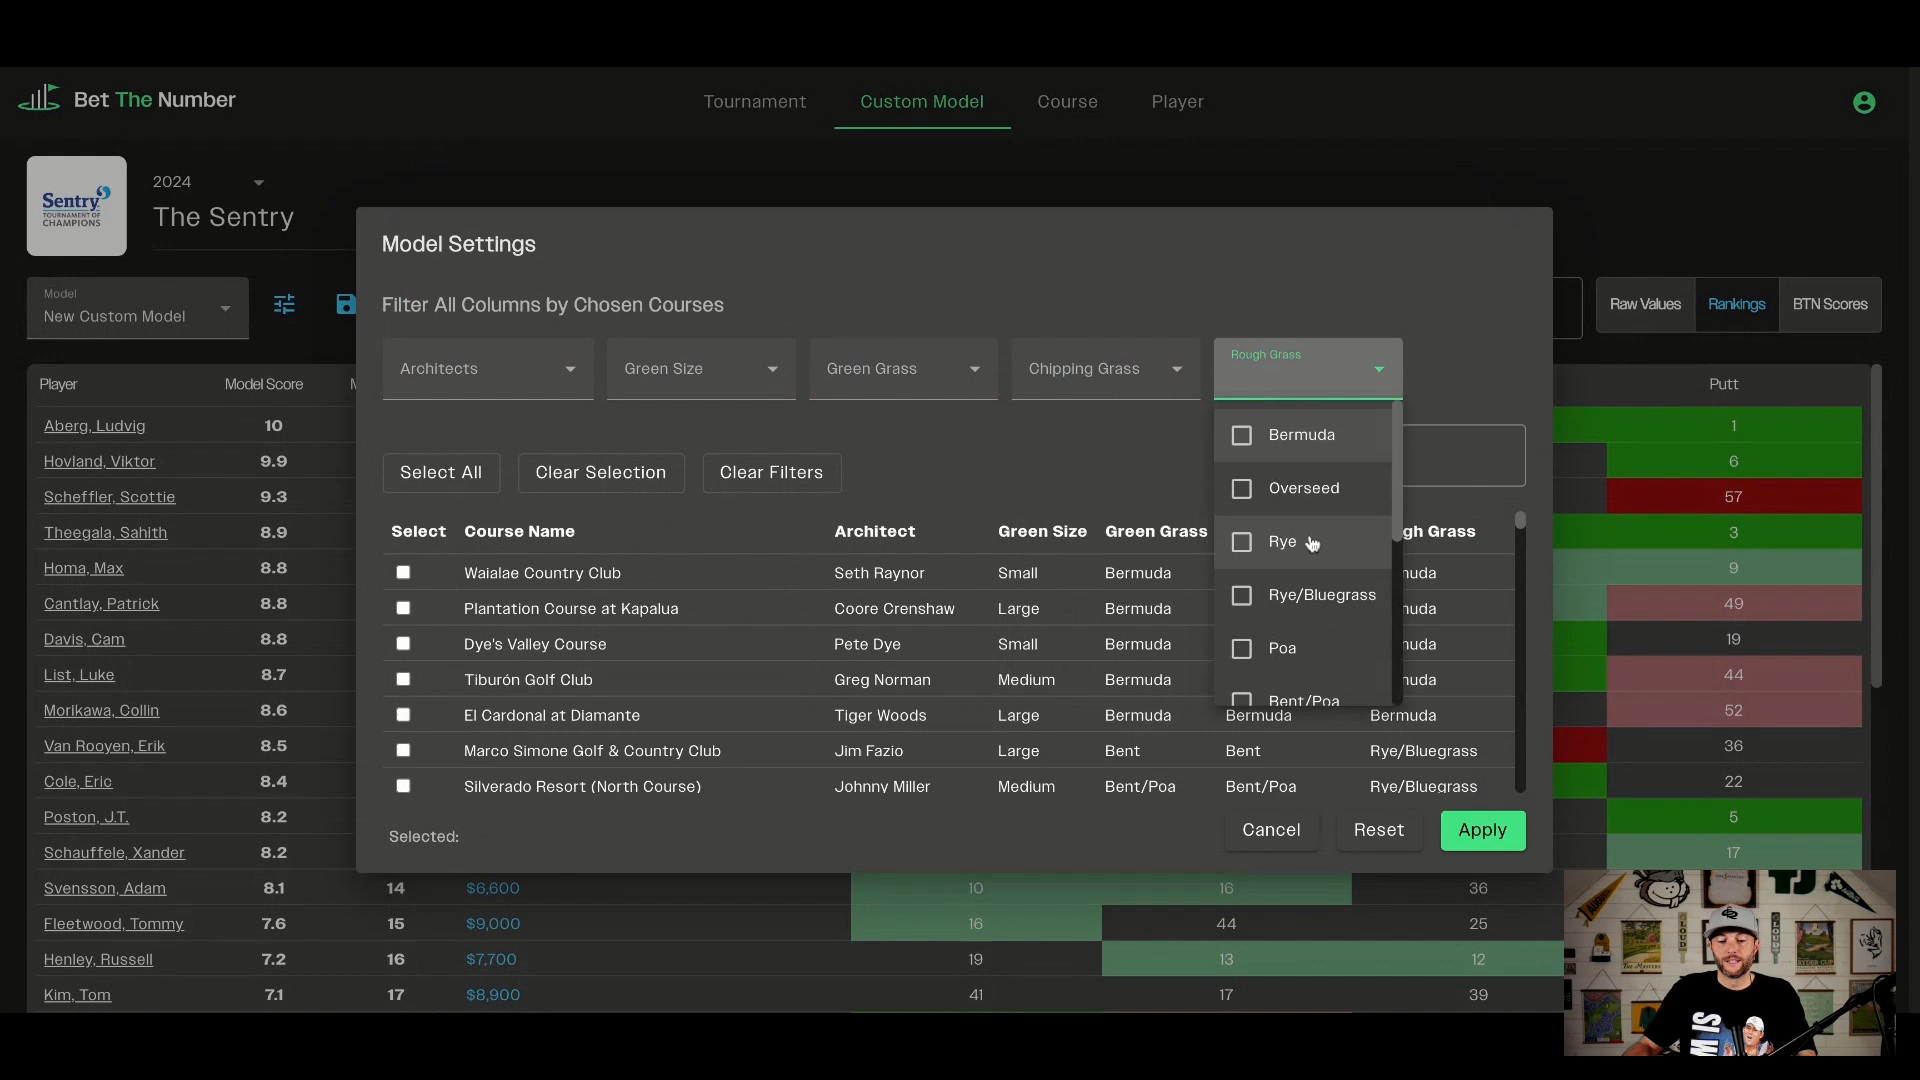 Bet The Number
Tournament
Custom Model
Course
Player
Sentry
TOURNAMENT OF
CHAMPIONS
2024
The Sentry
Model
New Custom Model
Raw Values
Rankings
BTN Scores
Model Settings
Filter All Columns by Chosen Courses
Architects
Green Size
Green Grass
Chipping Grass
Rough Grass
Bermuda
Overseed
Rye
Rye/Bluegrass
Poa
Bent/Poa
Select All
Clear Selection
Clear Filters
Select Course Name Architect Green Size Green Grass gh Grass
Waialae Country Club Seth Raynor Small Bermuda uda
Plantation Course at Kapalua Coore Crenshaw Large Bermuda uda
Dye's Valley Course Pete Dye Small Bermuda uda
Tiburón Golf Club Greg Norman Medium Bermuda uda
El Cardonal at Diamante Tiger Woods Large Bermuda Bermuda Bermuda
Marco Simone Golf & Country Club Jim Fazio Large Bent Bent Rye/Bluegrass
Silverado Resort (North Course) Johnny Miller Medium Bent/Poa Bent/Poa Rye/Bluegrass
Selected:
Cancel
Reset
Apply
Player Model Score Putt
Aberg, Ludvig 10 1
Hovland, Viktor 9.9 6
Scheffler, Scottie 9.3 57
Theegala, Sahith 8.9 3
Homa, Max 8.8 9
Cantlay, Patrick 8.8 49
Davis, Cam 8.8 19
List, Luke 8.7 44
Morikawa, Collin 8.6 52
Van Rooyen, Erik 8.5 36
Cole, Eric 8.4 22
Poston, J.T. 8.2 5
Schauffele, Xander 8.2 17
Svensson, Adam 8.1 14 $6,600 10 16 36
Fleetwood, Tommy 7.6 15 $9,000 16 44 25
Henley, Russell 7.2 16 $7,700 19 13 12
Kim, Tom 7.1 17 $8,900 41 17 39